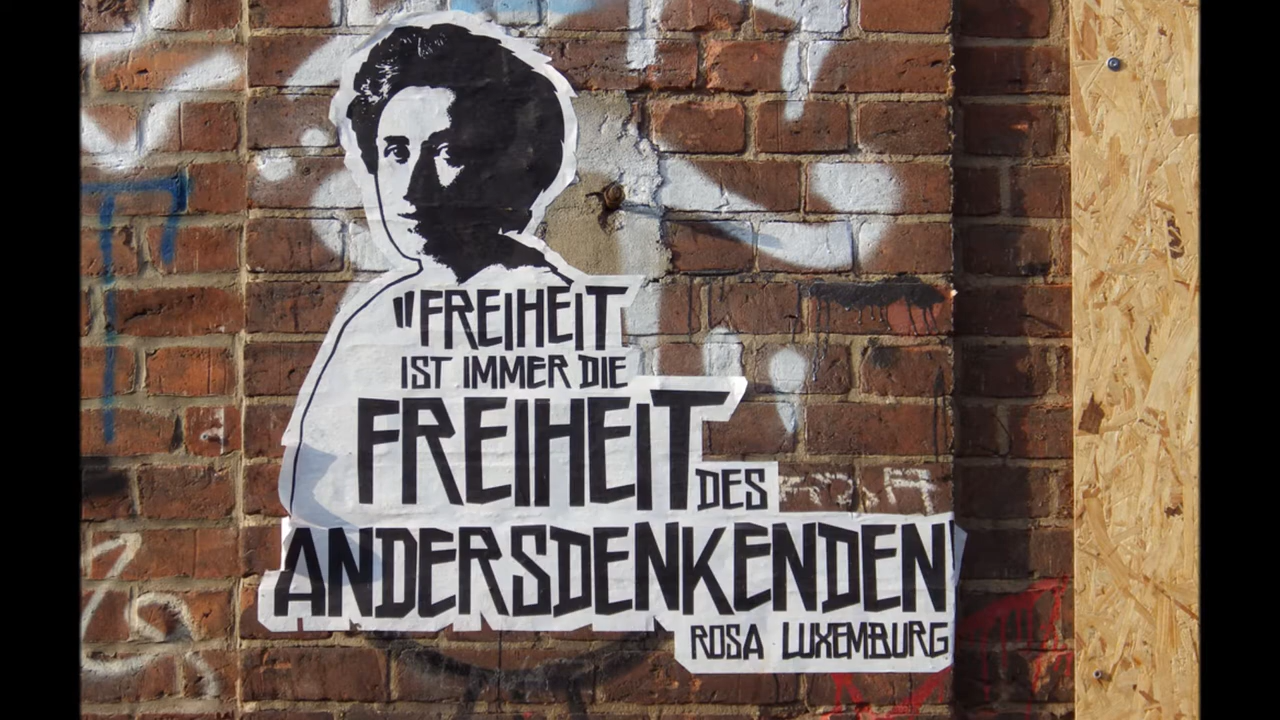 "FREIHEIT
IST IMMER DIE
FREIHEIT DES
ANDERSDENKENDEN"
ROSA LUXEMBURG